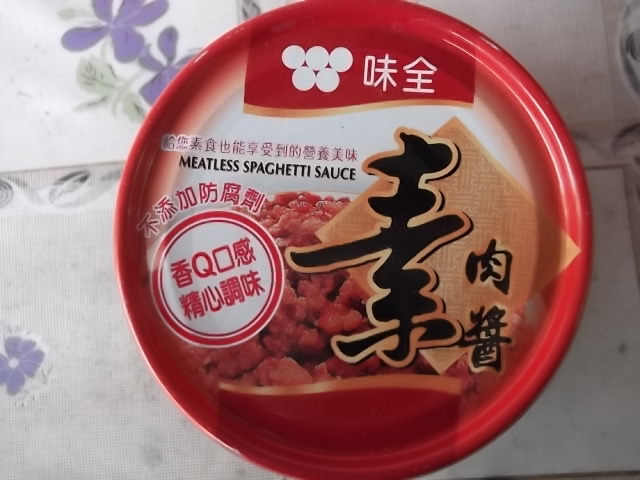 味全
給您素食也能享受到的營養美味
MEATLESS SPAGHETTI SAUCE
不添加防腐劑
香Q口感
精心調味
素
肉醬